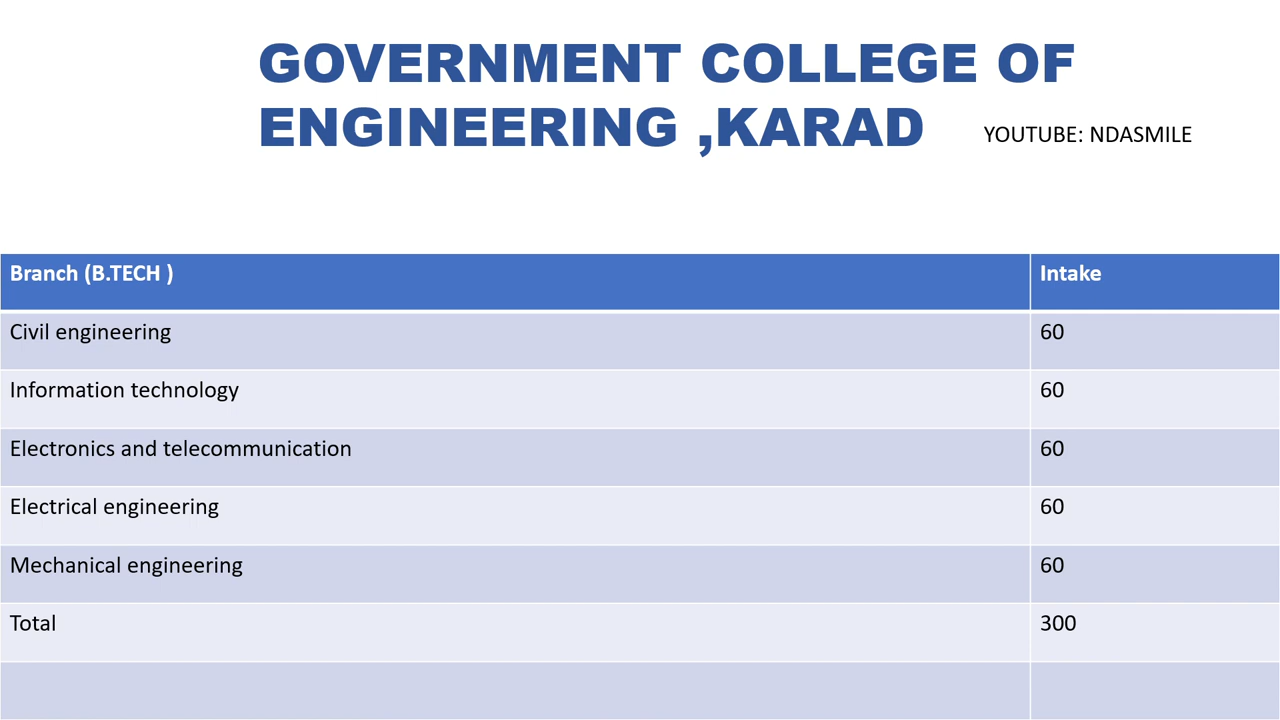 GOVERNMENT COLLEGE OF
ENGINEERING ,KARAD
YOUTUBE: NDASMILE
Branch (B.TECH ) Intake
Civil engineering 60
Information technology 60
Electronics and telecommunication 60
Electrical engineering 60
Mechanical engineering 60
Total 300